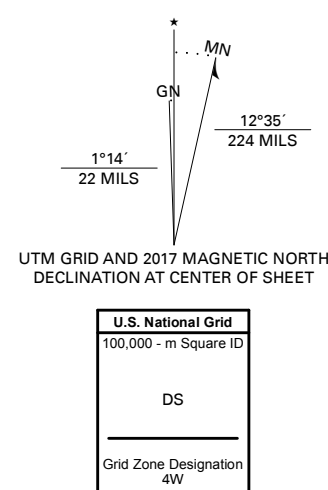 ★
MN
GN
12°35´
224 MILS
1°14´
22 MILS
UTM GRID AND 2017 MAGNETIC NORTH
DECLINATION AT CENTER OF SHEET
U.S. National Grid
100,000 - m Square ID
DS
Grid Zone Designation
4W